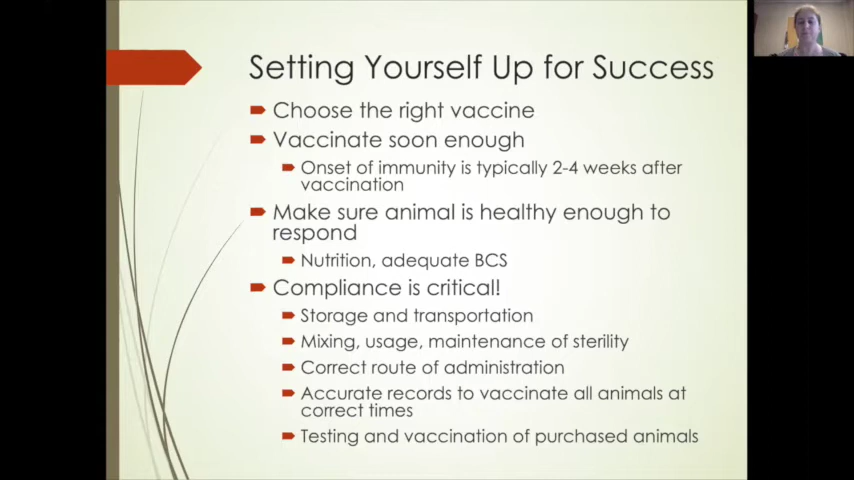 Setting Yourself Up for Success
Choose the right vaccine
Vaccinate soon enough
Onset of immunity is typically 2-4 weeks after
vaccination
Make sure animal is healthy enough to
respond
Nutrition, adequate BCS
Compliance is critical!
Storage and transportation
Mixing, usage, maintenance of sterility
Correct route of administration
Accurate records to vaccinate all animals at
correct times
Testing and vaccination of purchased animals